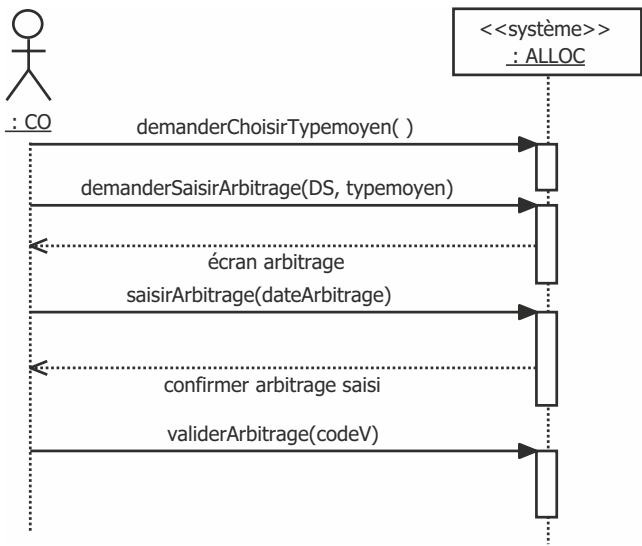 <<système>>
: ALLOC
: CO
demanderChoisirTypemoyen( )
demanderSaisirArbitrage(DS, typemoyen)
écran arbitrage
saisirArbitrage(dateArbitrage)
confirmer arbitrage saisi
validerArbitrage(codeV)